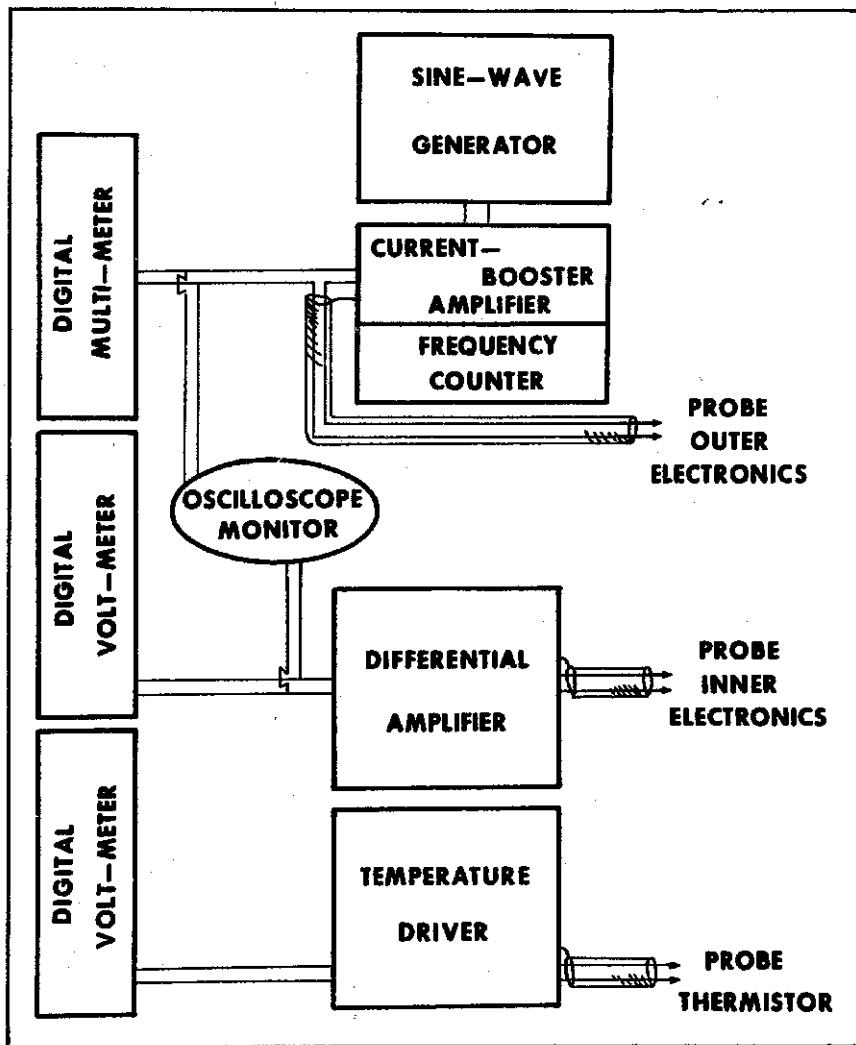 SINE—WAVE
GENERATOR
DIGITAL
MULTI—METER
CURRENT—
BOOSTER
AMPLIFIER
FREQUENCY
COUNTER
PROBE
OUTER
ELECTRONICS
OSCILLOSCOPE
MONITOR
DIGITAL
VOLT—METER
DIFFERENTIAL
AMPLIFIER
PROBE
INNER
ELECTRONICS
DIGITAL
VOLT—METER
TEMPERATURE
DRIVER
PROBE
THERMISTOR